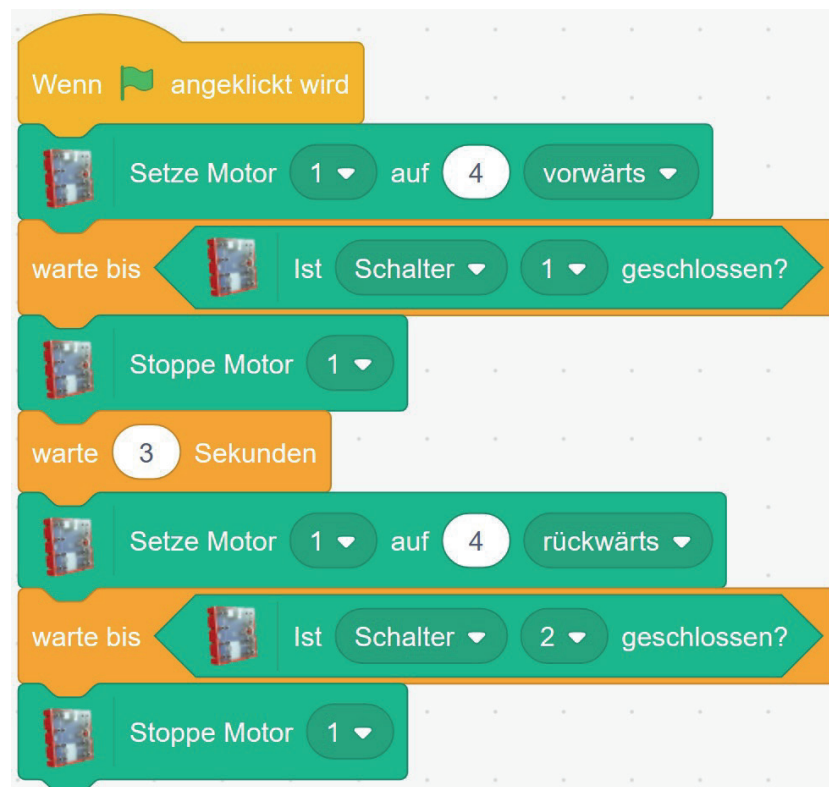 Wenn angeklickt wird
Setze Motor 1 auf 4 vorwärts
warte bis Ist Schalter 1 geschlossen?
Stoppe Motor 1
warte 3 Sekunden
Setze Motor 1 auf 4 rückwärts
warte bis Ist Schalter 2 geschlossen?
Stoppe Motor 1